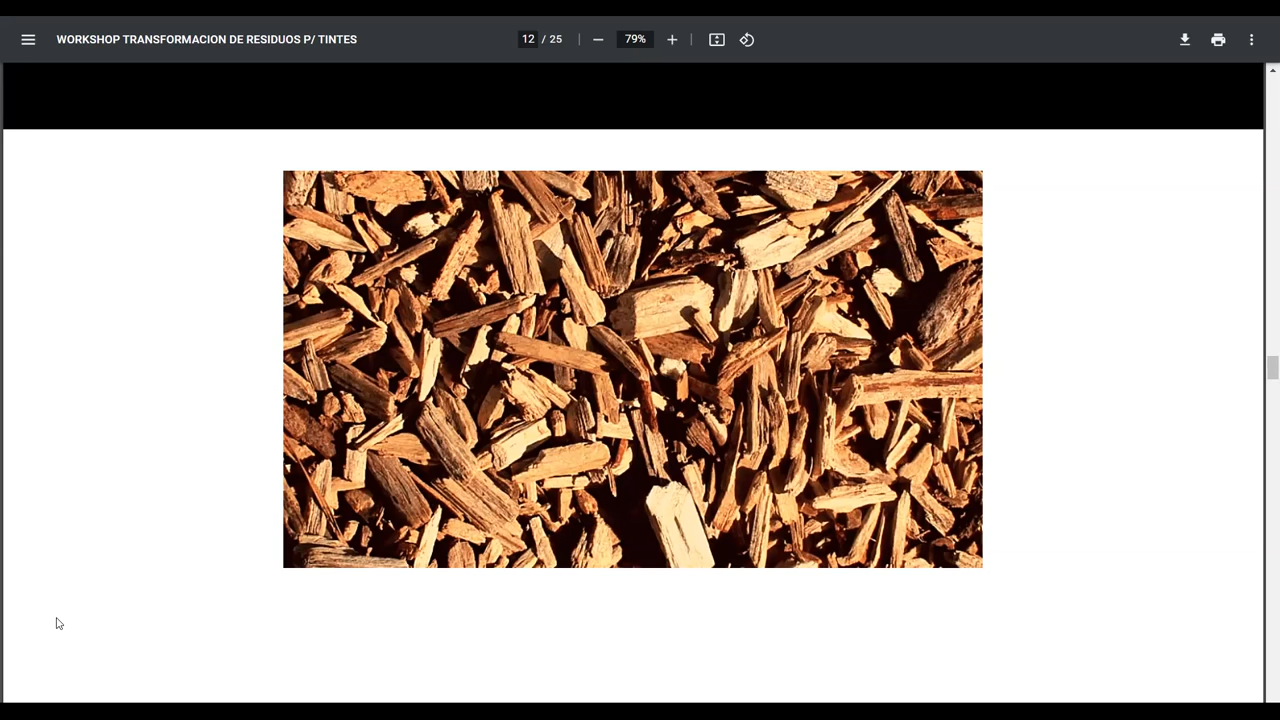 WORKSHOP TRANSFORMACION DE RESIDUOS P/ TINTES
12 / 25
79%